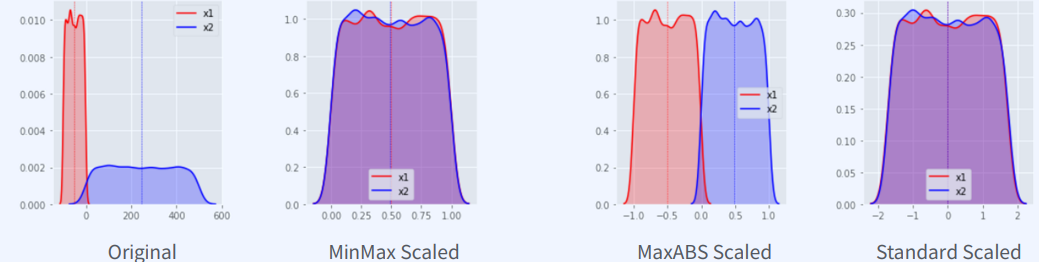 0.010
0.008
0.006
0.004
0.002
0.000
0 200 400 600
x1
x2
Original
1.0
0.8
0.6
0.4
0.2
0.0
0.00 0.25 0.50 0.75 1.00
x1
x2
MinMax Scaled
1.0
0.8
0.6
0.4
0.2
0.0
−1.0 −0.5 0.0 0.5 1.0
x1
x2
MaxABS Scaled
0.30
0.25
0.20
0.15
0.10
0.05
0.00
−2 −1 0 1 2
x1
x2
Standard Scaled